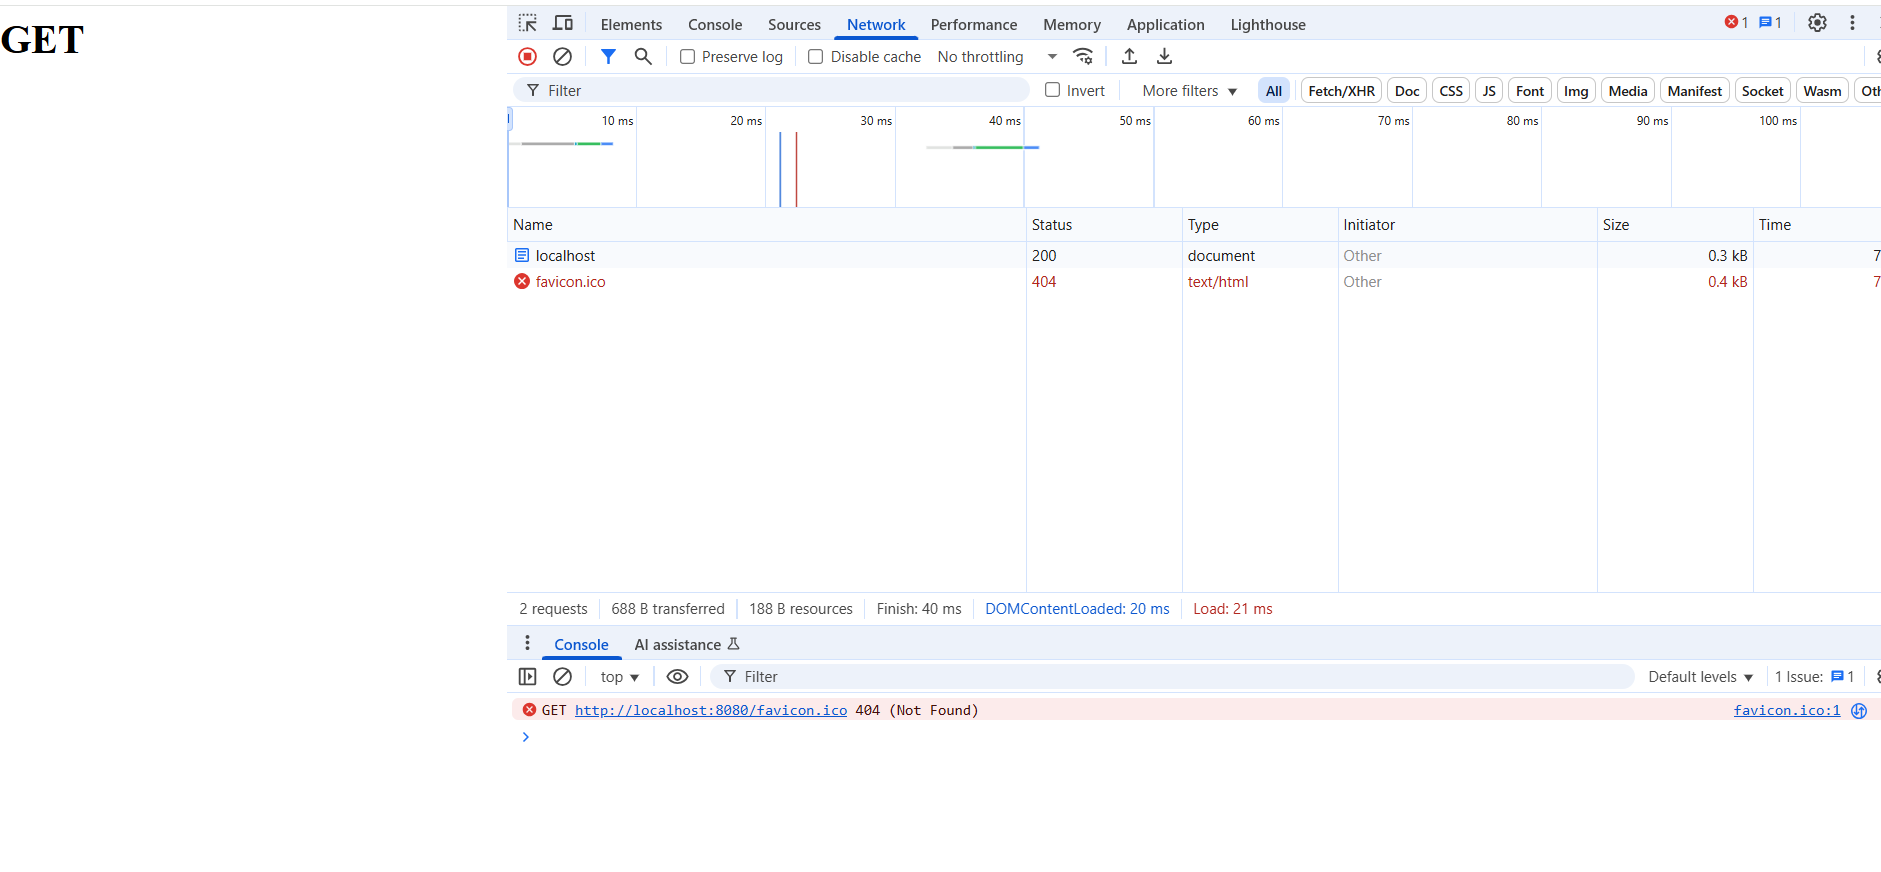 GET
Elements Console Sources Network Performance Memory Application Lighthouse 1 1
Preserve log Disable cache No throttling
Filter Invert More filters ▼ All Fetch/XHR Doc CSS JS Font Img Media Manifest Socket Wasm Oth
10 ms 20 ms 30 ms 40 ms 50 ms 60 ms 70 ms 80 ms 90 ms 100 ms
Name Status Type Initiator Size Time
localhost 200 document Other 0.3 kB 7
favicon.ico 404 text/html Other 0.4 kB 7
2 requests 688 B transferred 188 B resources Finish: 40 ms DOMContentLoaded: 20 ms Load: 21 ms
Console AI assistance
top ▼ Filter Default levels ▼ 1 Issue: 1
GET http://localhost:8080/favicon.ico 404 (Not Found) favicon.ico:1